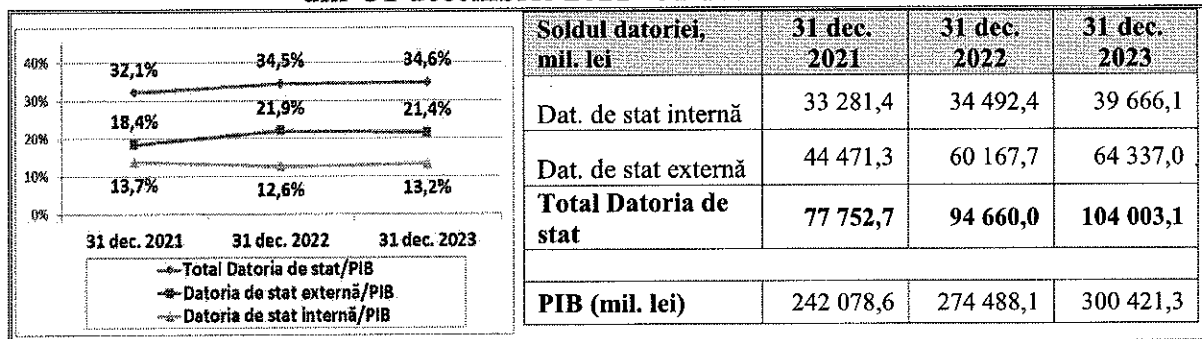 40%
30%
20%
10%
0%
32,1%
34,5%
34,6%
18,4%
21,9%
21,4%
13,7%
12,6%
13,2%
31 dec. 2021 31 dec. 2022 31 dec. 2023
Total Datoria de stat/PIB
Datoria de stat externă/PIB
Datoria de stat internă/PIB
Soldul datoriei, mil. lei 31 dec. 2021 31 dec. 2022 31 dec. 2023
Dat. de stat internă 33 281,4 34 492,4 39 666,1
Dat. de stat externă 44 471,3 60 167,7 64 337,0
Total Datoria de stat 77 752,7 94 660,0 104 003,1
PIB (mil. lei) 242 078,6 274 488,1 300 421,3